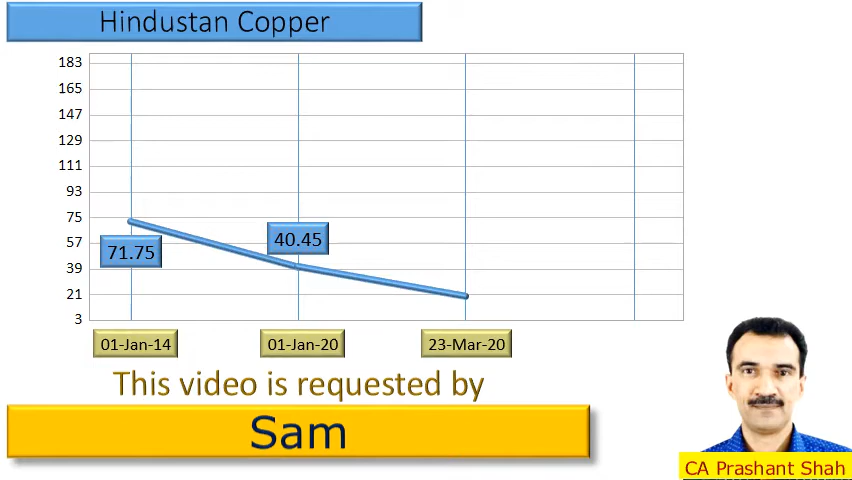 Hindustan Copper
183
165
147
129
111
93
75
57
39
21
3
71.75
40.45
01-Jan-14
01-Jan-20
23-Mar-20
This video is requested by
Sam
CA Prashant Shah